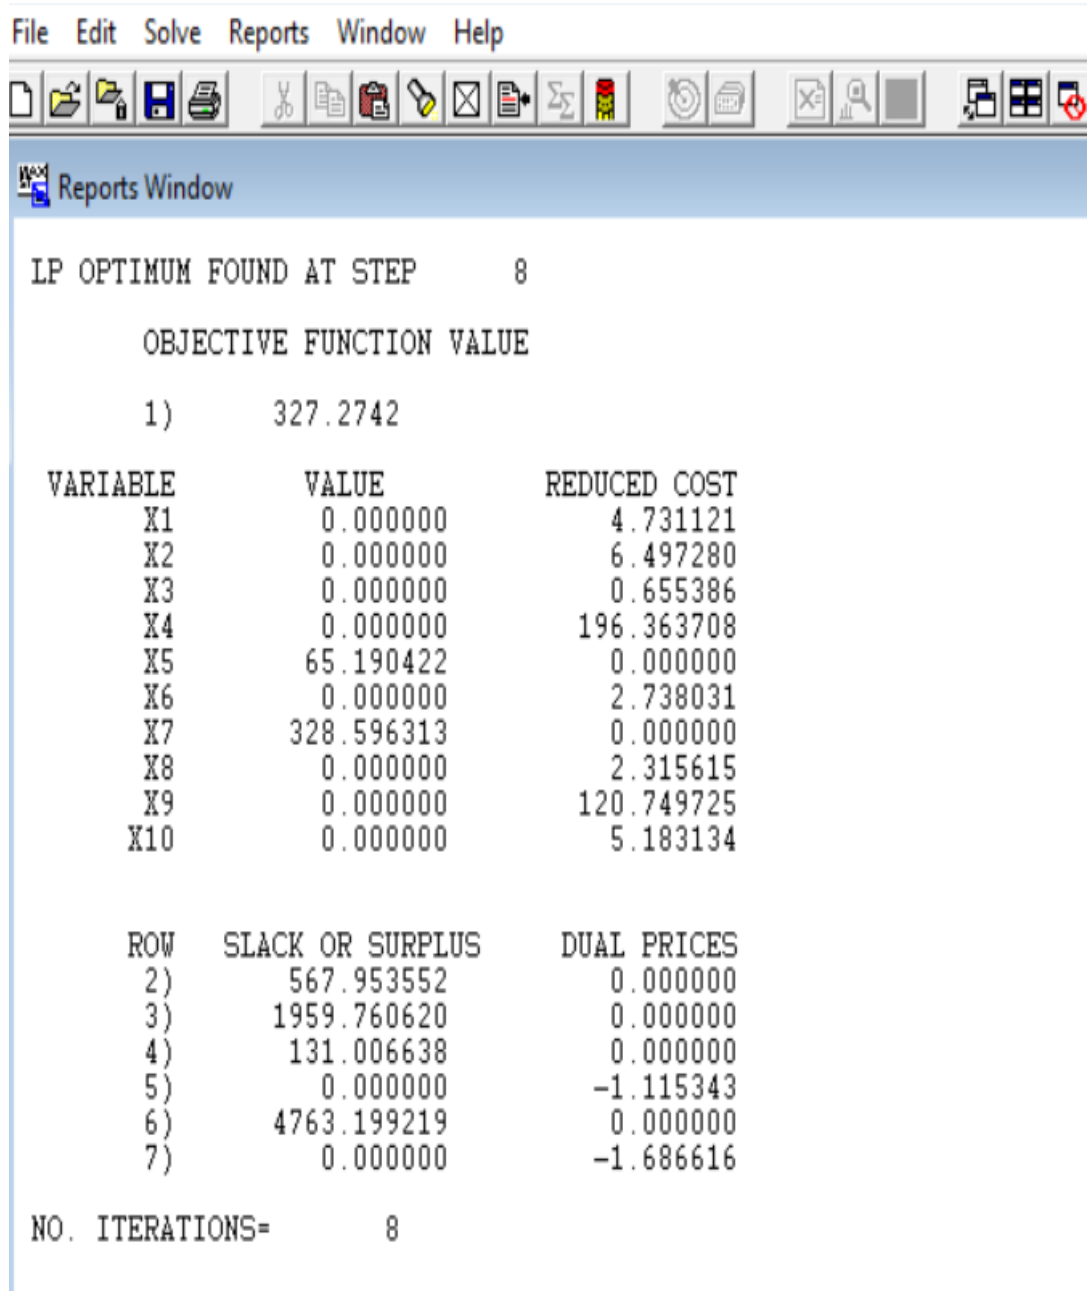 File Edit Solve Reports Window Help
Reports Window
LP OPTIMUM FOUND AT STEP 8
OBJECTIVE FUNCTION VALUE
1) 327.2742
VARIABLE VALUE REDUCED COST
X1 0.000000 4.731121
X2 0.000000 6.497280
X3 0.000000 0.655386
X4 0.000000 196.363708
X5 65.190422 0.000000
X6 0.000000 2.738031
X7 328.596313 0.000000
X8 0.000000 2.315615
X9 0.000000 120.749725
X10 0.000000 5.183134
ROW SLACK OR SURPLUS DUAL PRICES
2) 567.953552 0.000000
3) 1959.760620 0.000000
4) 131.006638 0.000000
5) 0.000000 -1.115343
6) 4763.199219 0.000000
7) 0.000000 -1.686616
NO. ITERATIONS= 8